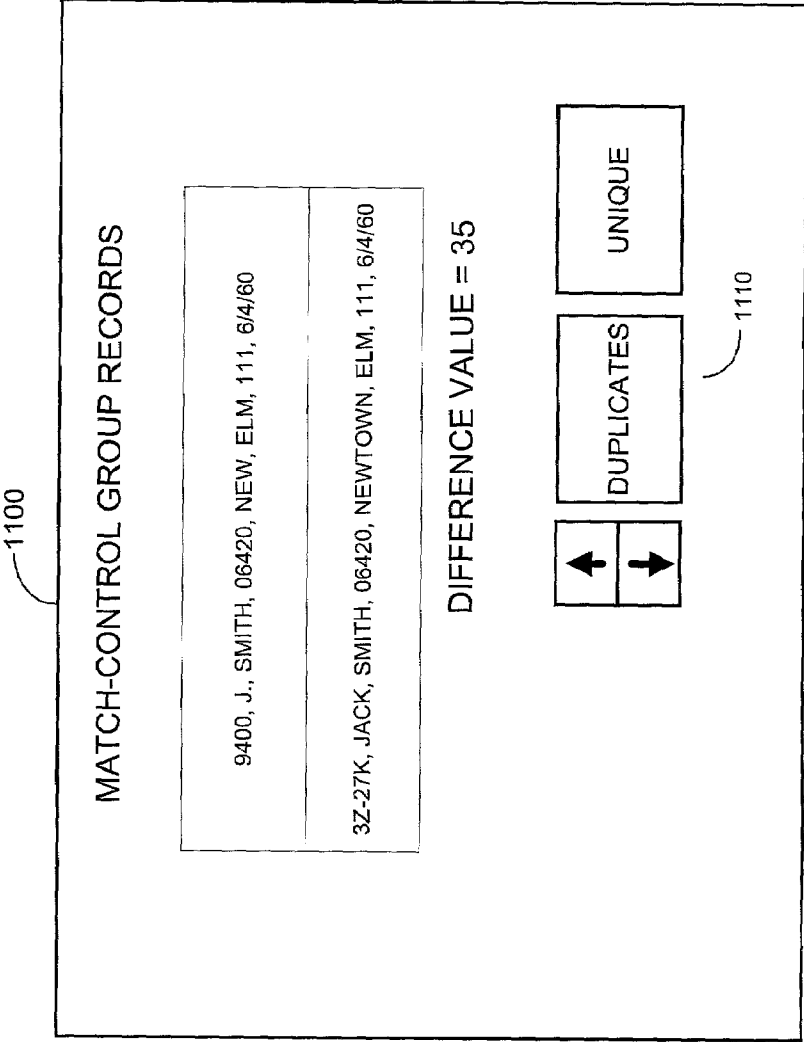 1100
MATCH-CONTROL GROUP RECORDS
9400, J., SMITH, 06420, NEW, ELM, 111, 6/4/60
3Z-27K, JACK, SMITH, 06420, NEWTOWN, ELM, 111, 6/4/60
DIFFERENCE VALUE = 35
DUPLICATES
UNIQUE
1110